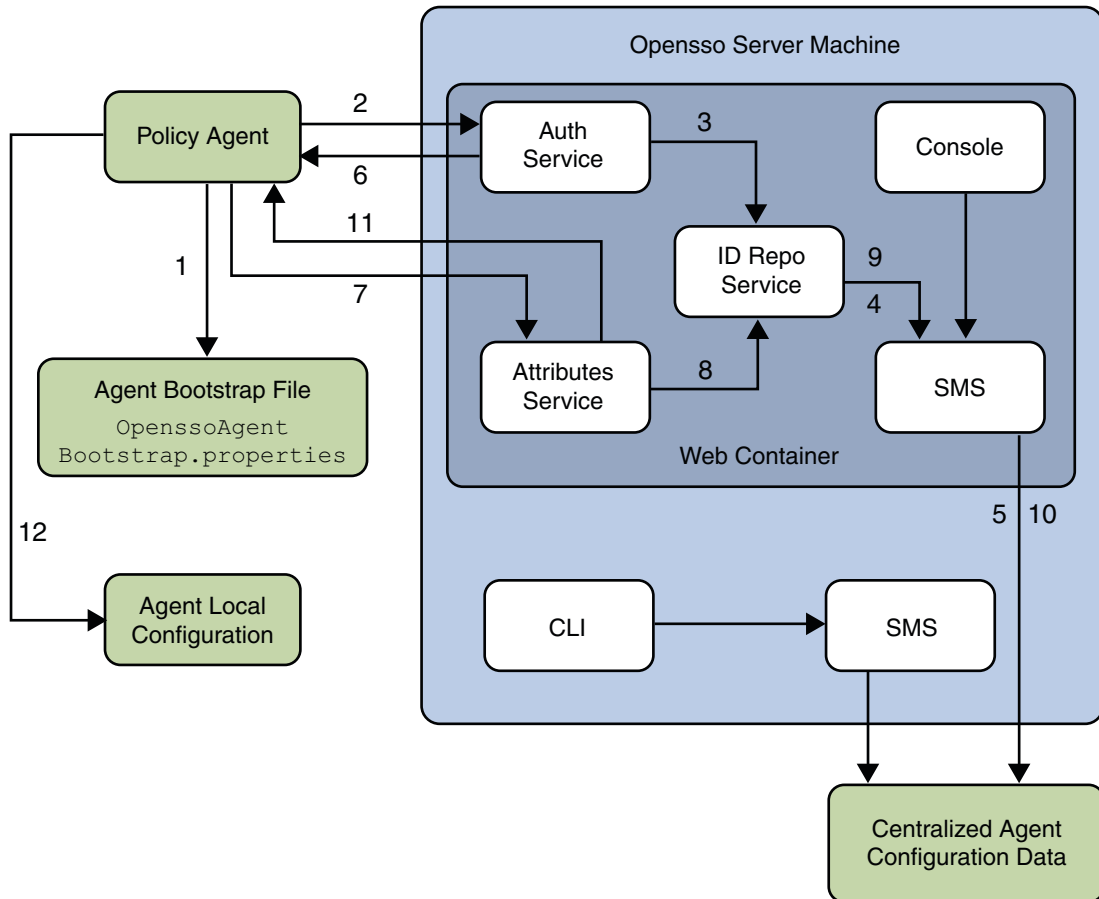 Opensso Server Machine
Policy Agent
2
6
Auth
Service
3
Console
11
1
7
ID Repo
Service
9
4
Agent Bootstrap File
OpenssoAgent
Bootstrap.properties
Attributes
Service
8
SMS
Web Container
12
5
10
Agent Local
Configuration
CLI
SMS
Centralized Agent
Configuration Data